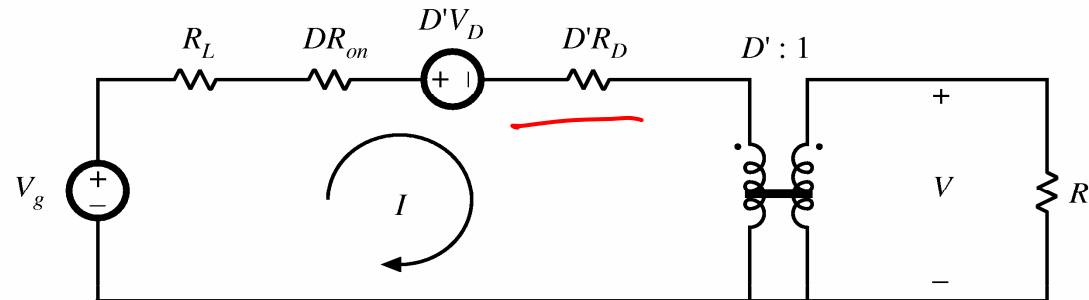 R_L DR_on D'V_D D'R_D D' : 1
+ –
+
V_g + –
I
V
R
–